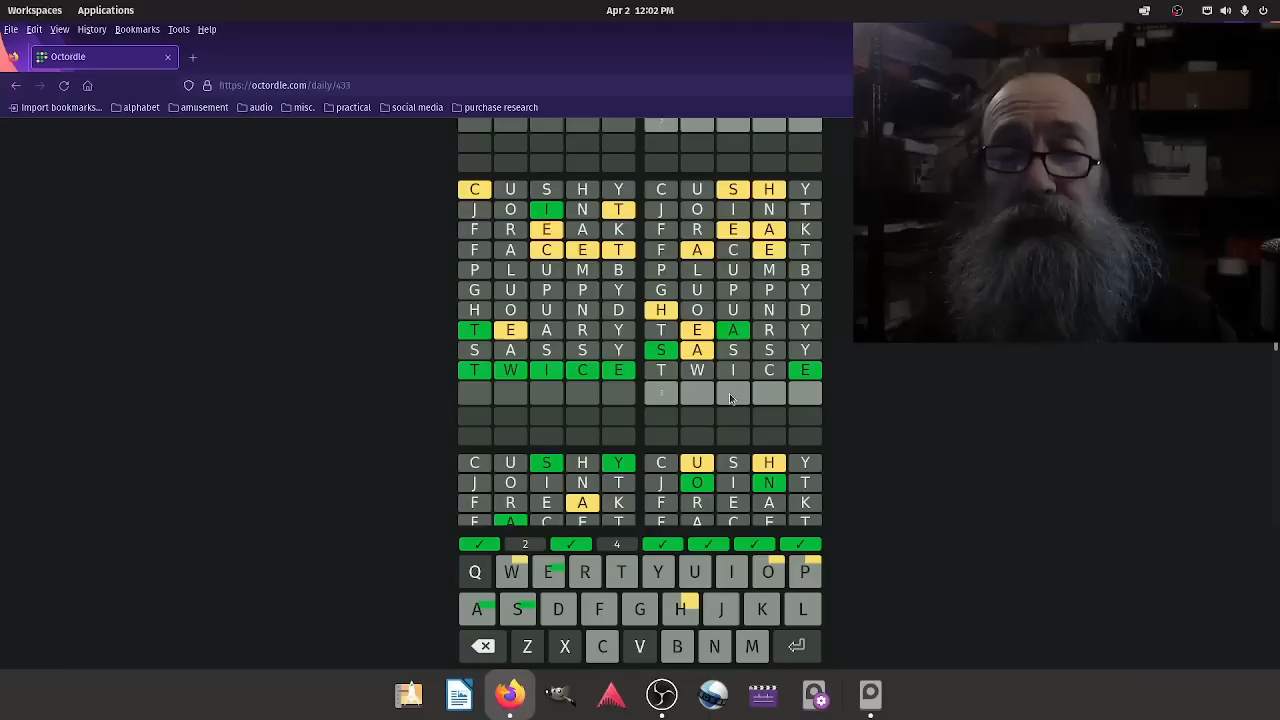 Workspaces Applications Apr 2 12:02 PM
File Edit View History Bookmarks Tools Help
Octordle × +
https://octordle.com/daily/433
Import bookmarks... alphabet amusement audio misc. practical social media purchase research
C U S H Y C U S H Y
J O I N T J O I N T
F R E A K F R E A K
F A C E T F A C E T
P L U M B P L U M B
G U P P Y G U P P Y
H O U N D H O U N D
T E A R Y T E A R Y
S A S S Y S A S S Y
T W I C E T W I C E
3
C U S H Y C U S H Y
J O I N T J O I N T
F R E A K F R E A K
F A C E T F A C E T
✓ 2 ✓ 4 ✓ ✓ ✓ ✓
Q W E R T Y U I O P
A S D F G H J K L
Z X C V B N M